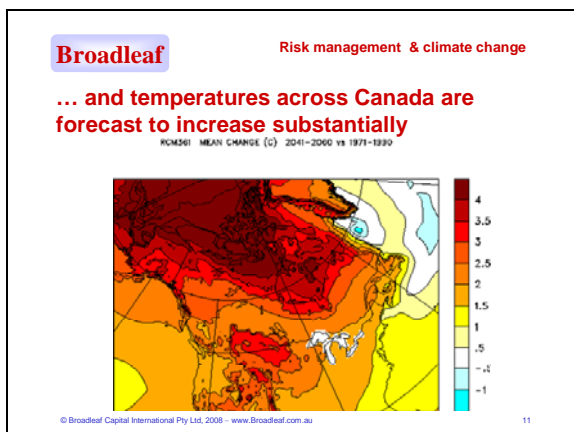 Broadleaf
Risk management & climate change
… and temperatures across Canada are
forecast to increase substantially
RCM361 MEAN CHANGE (C) 2041-2060 vs 1971-1990
4
3.5
3
2.5
2
1.5
1
.5
-.5
-1
© Broadleaf Capital International Pty Ltd, 2008 – www.Broadleaf.com.au
11